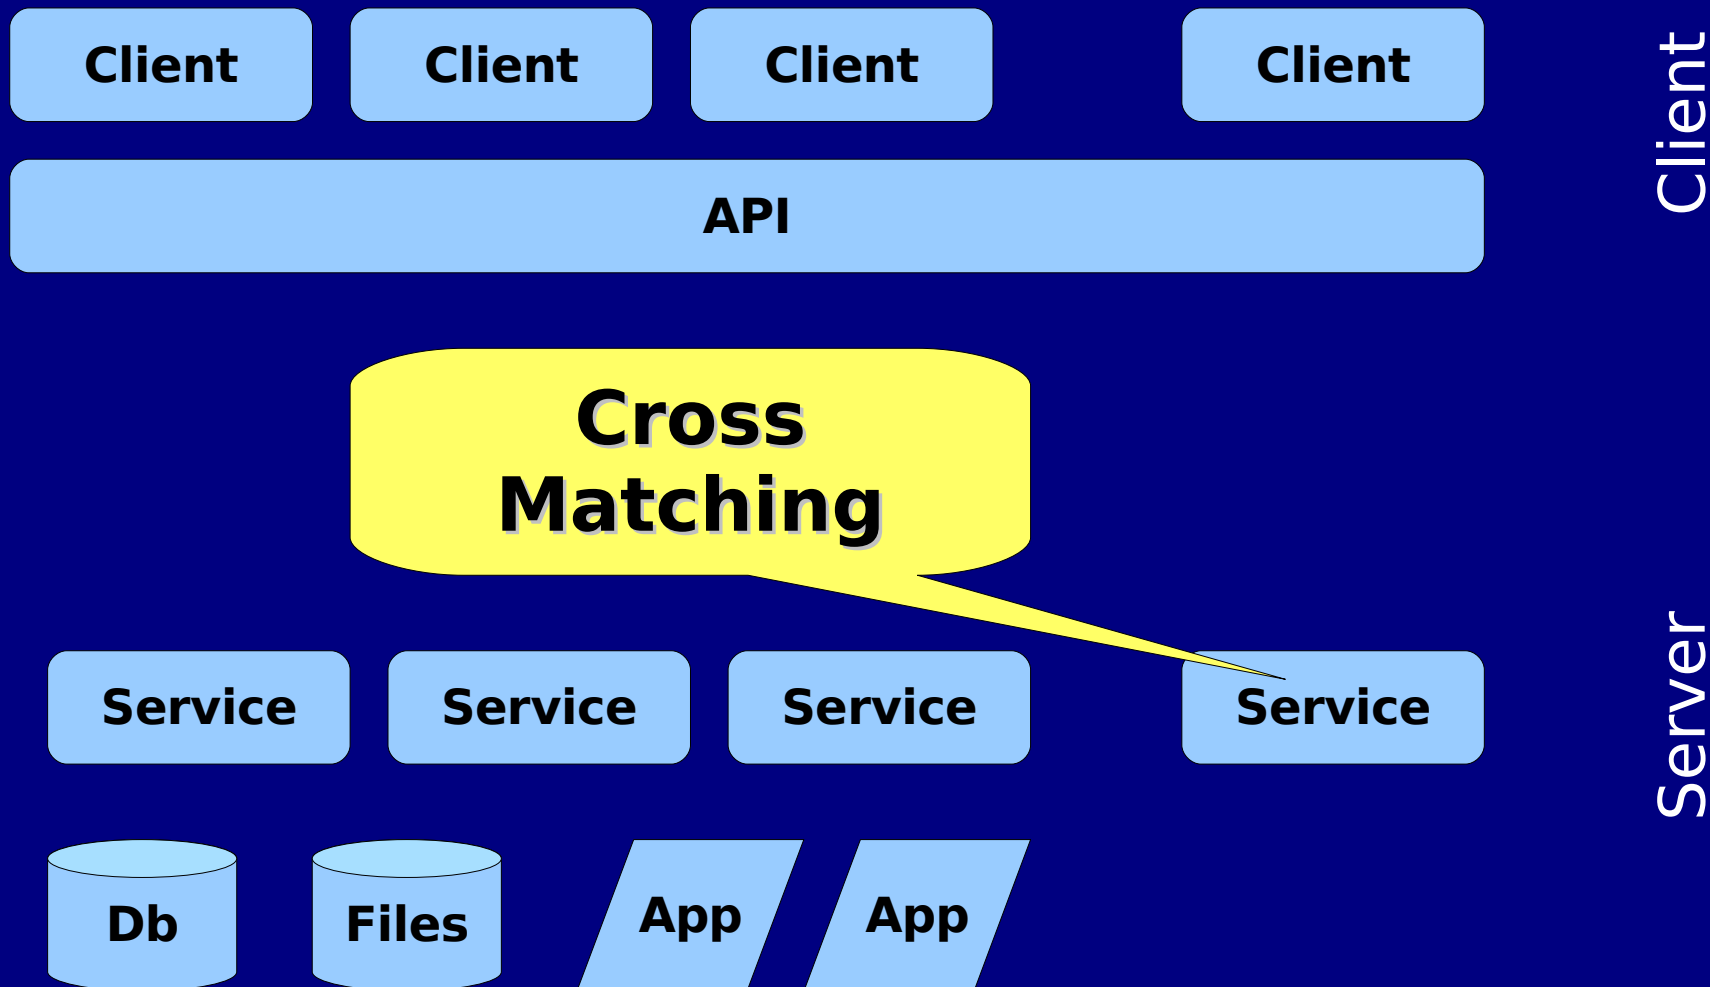 Client
Client
Client
Client
Client
API
Cross
Matching
Service
Service
Service
Service
Server
Db
Files
App
App